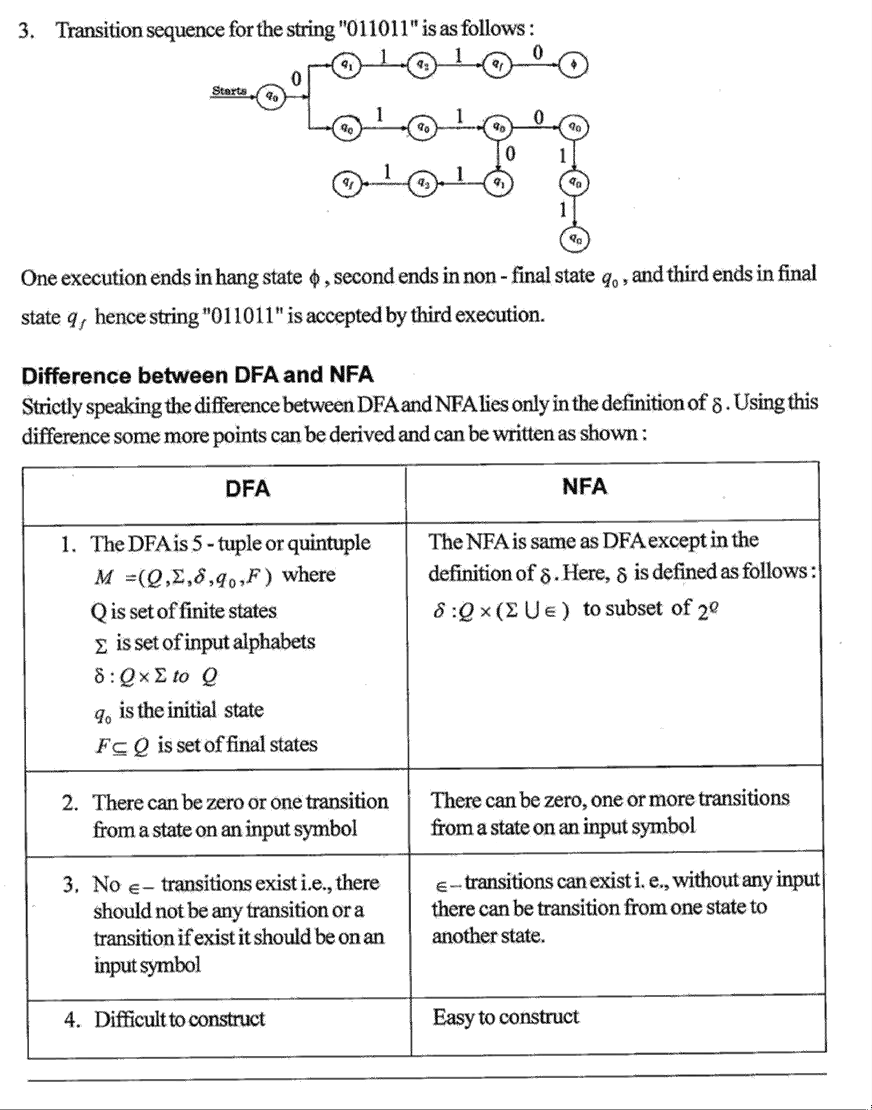 3. Transition sequence for the string "011011" is as follows :
Starts q₀ 0 q₁ 1 q₂ 1 q_f 0 ϕ
q₀ 1 q₀ 1 q₀ 0 q₀
0 1
q_f 1 q₂ 1 q₁ q₀
1
q₀
One execution ends in hang state ϕ , second ends in non - final state q₀ , and third ends in final
state q_f hence string "011011" is accepted by third execution.
Difference between DFA and NFA
Strictly speaking the difference between DFA and NFA lies only in the definition of δ . Using this
difference some more points can be derived and can be written as shown :
DFA
NFA
1. The DFA is 5 - tuple or quintuple
M =(Q,Σ,δ,q₀,F) where
Q is set of finite states
Σ is set of input alphabets
δ : Q × Σ to Q
q₀ is the initial state
F ⊆ Q is set of final states
The NFA is same as DFA except in the
definition of δ . Here, δ is defined as follows :
δ :Q × (Σ U ∈ ) to subset of 2^Q
2. There can be zero or one transition
from a state on an input symbol
There can be zero, one or more transitions
from a state on an input symbol
3. No ∈ – transitions exist i.e., there
should not be any transition or a
transition if exist it should be on an
input symbol
∈ – transitions can exist i. e., without any input
there can be transition from one state to
another state.
4. Difficult to construct
Easy to construct